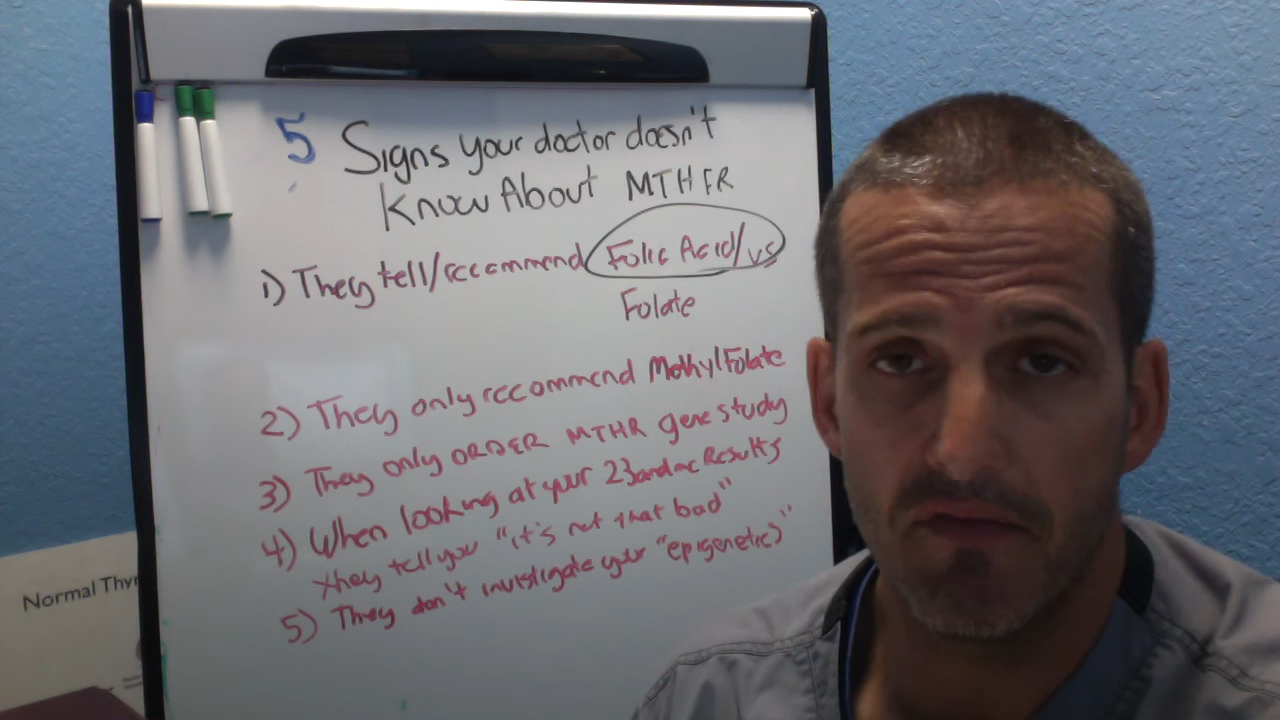 5 Signs your doctor doesn't
Know About MTHFR
1) They tell/recommend Folic Acid/vs
Folate
2) They only recommend MethylFolate
3) They only ORDER MTHR gene study
4) When looking at your 23andme Results
they tell you "it's not that bad"
5) They don't investigate your "epigenetics"
Normal Thyr